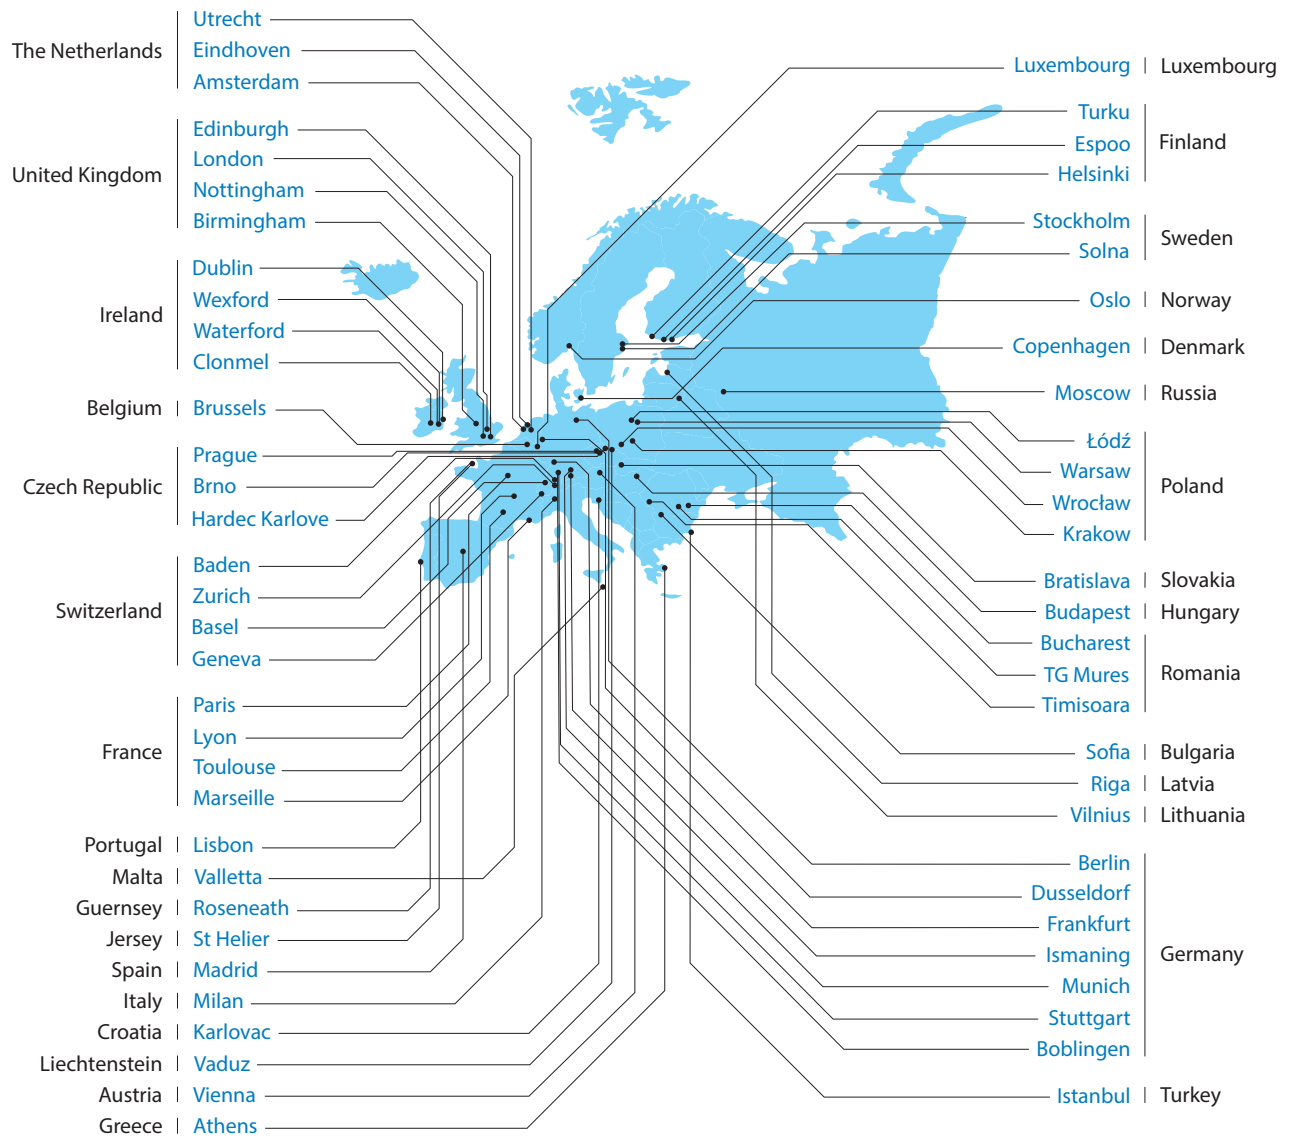 The Netherlands
Utrecht
Eindhoven
Amsterdam
United Kingdom
Edinburgh
London
Nottingham
Birmingham
Ireland
Dublin
Wexford
Waterford
Clonmel
Belgium
Brussels
Czech Republic
Prague
Brno
Hardec Karlove
Switzerland
Baden
Zurich
Basel
Geneva
France
Paris
Lyon
Toulouse
Marseille
Portugal
Lisbon
Malta
Valletta
Guernsey
Roseneath
Jersey
St Helier
Spain
Madrid
Italy
Milan
Croatia
Karlovac
Liechtenstein
Vaduz
Austria
Vienna
Greece
Athens
Luxembourg
Luxembourg
Turku
Espoo
Helsinki
Finland
Stockholm
Solna
Sweden
Oslo
Norway
Copenhagen
Denmark
Moscow
Russia
Łódź
Warsaw
Wrocław
Krakow
Poland
Bratislava
Slovakia
Budapest
Hungary
Bucharest
TG Mures
Timisoara
Romania
Sofia
Bulgaria
Riga
Latvia
Vilnius
Lithuania
Berlin
Dusseldorf
Frankfurt
Ismaning
Munich
Stuttgart
Boblingen
Germany
Istanbul
Turkey